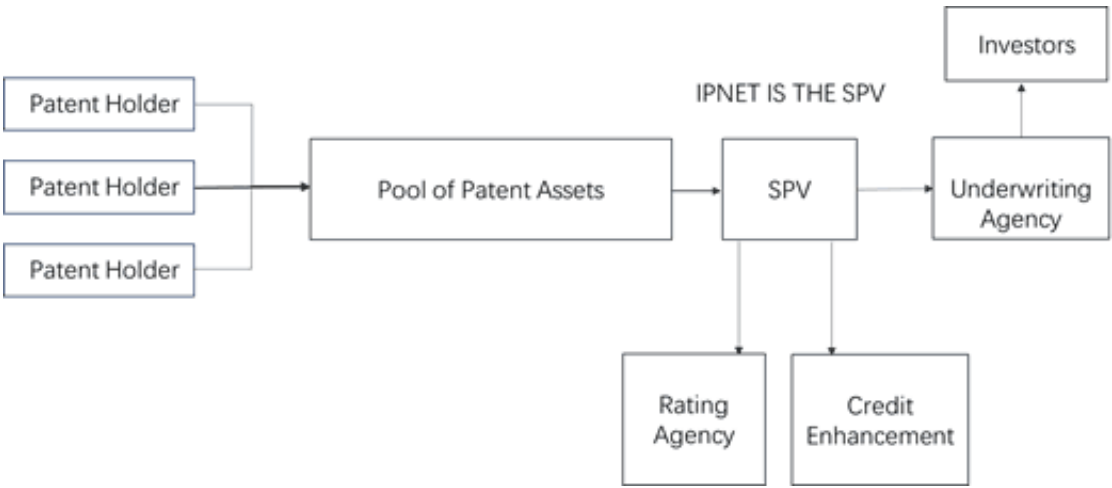 Investors
IPNET IS THE SPV
Patent Holder
Patent Holder
Patent Holder
Pool of Patent Assets
SPV
Underwriting
Agency
Rating
Agency
Credit
Enhancement